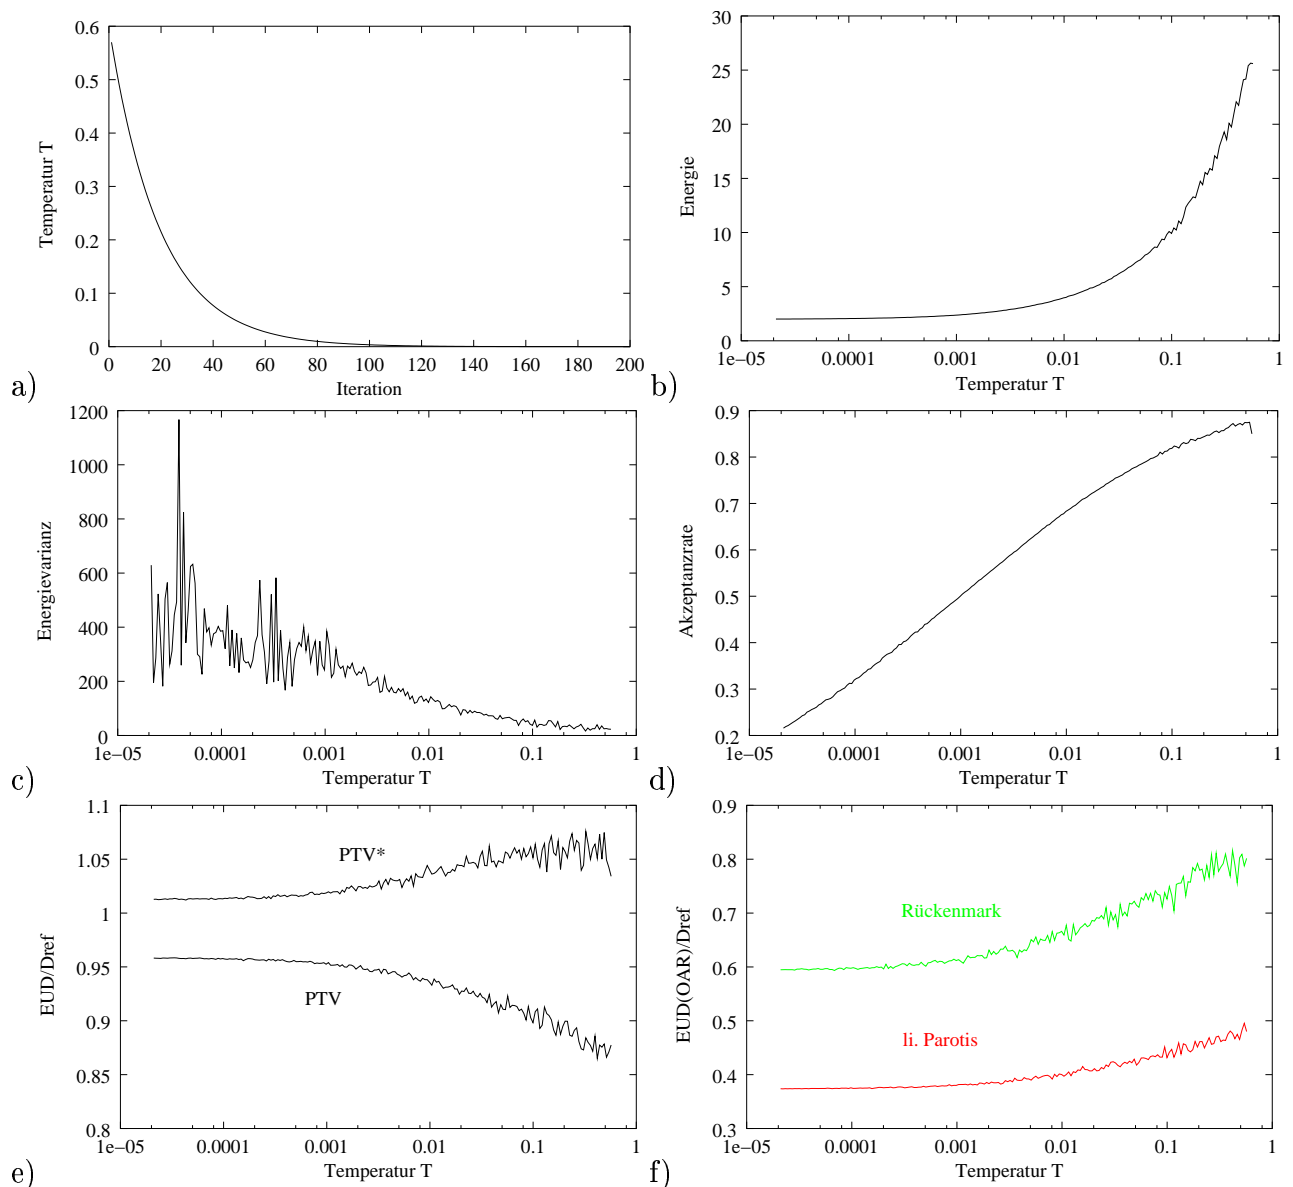 0.6
0.5
0.4
0.3
0.2
0.1
0
Temperatur T
0 20 40 60 80 100 120 140 160 180 200
Iteration
a)
30
25
20
15
10
5
0
Energie
1e-05 0.0001 0.001 0.01 0.1 1
Temperatur T
b)
1200
1000
800
600
400
200
0
Energievarianz
1e-05 0.0001 0.001 0.01 0.1 1
Temperatur T
c)
0.9
0.8
0.7
0.6
0.5
0.4
0.3
0.2
Akzeptanzrate
1e-05 0.0001 0.001 0.01 0.1 1
Temperatur T
d)
1.1
1.05
1
0.95
0.9
0.85
0.8
EUD/Dref
PTV*
PTV
1e-05 0.0001 0.001 0.01 0.1 1
Temperatur T
e)
0.9
0.8
0.7
0.6
0.5
0.4
0.3
EUD(OAR)/Dref
Rückenmark
li. Parotis
1e-05 0.0001 0.001 0.01 0.1 1
Temperatur T
f)